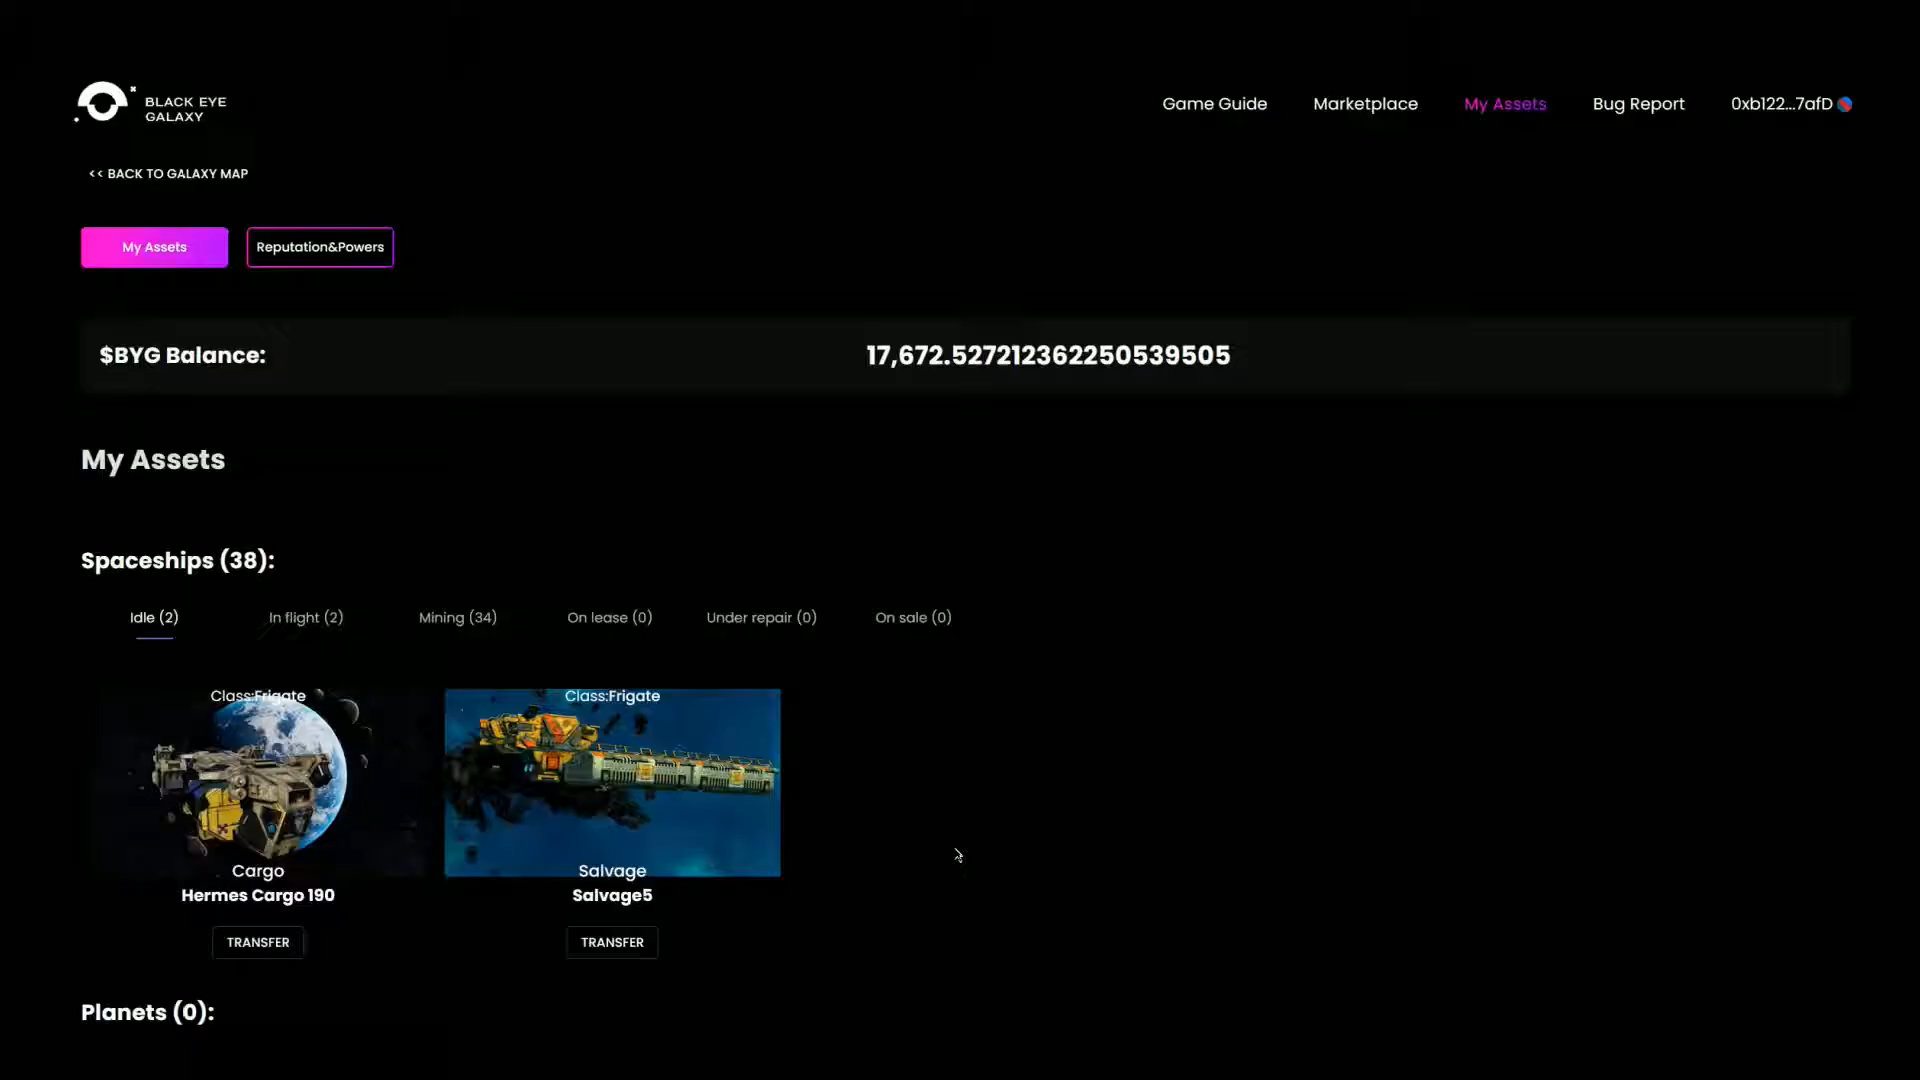 BLACK EYE
GALAXY
Game Guide
Marketplace
My Assets
Bug Report
0xb122...7afD
<< BACK TO GALAXY MAP
My Assets
Reputation&Powers
$BYG Balance:
17,672.527212362250539505
My Assets
Spaceships (38):
Idle (2)
In flight (2)
Mining (34)
On lease (0)
Under repair (0)
On sale (0)
Class:Frigate
Class:Frigate
Cargo
Salvage
Hermes Cargo 190
Salvage5
TRANSFER
TRANSFER
Planets (0):